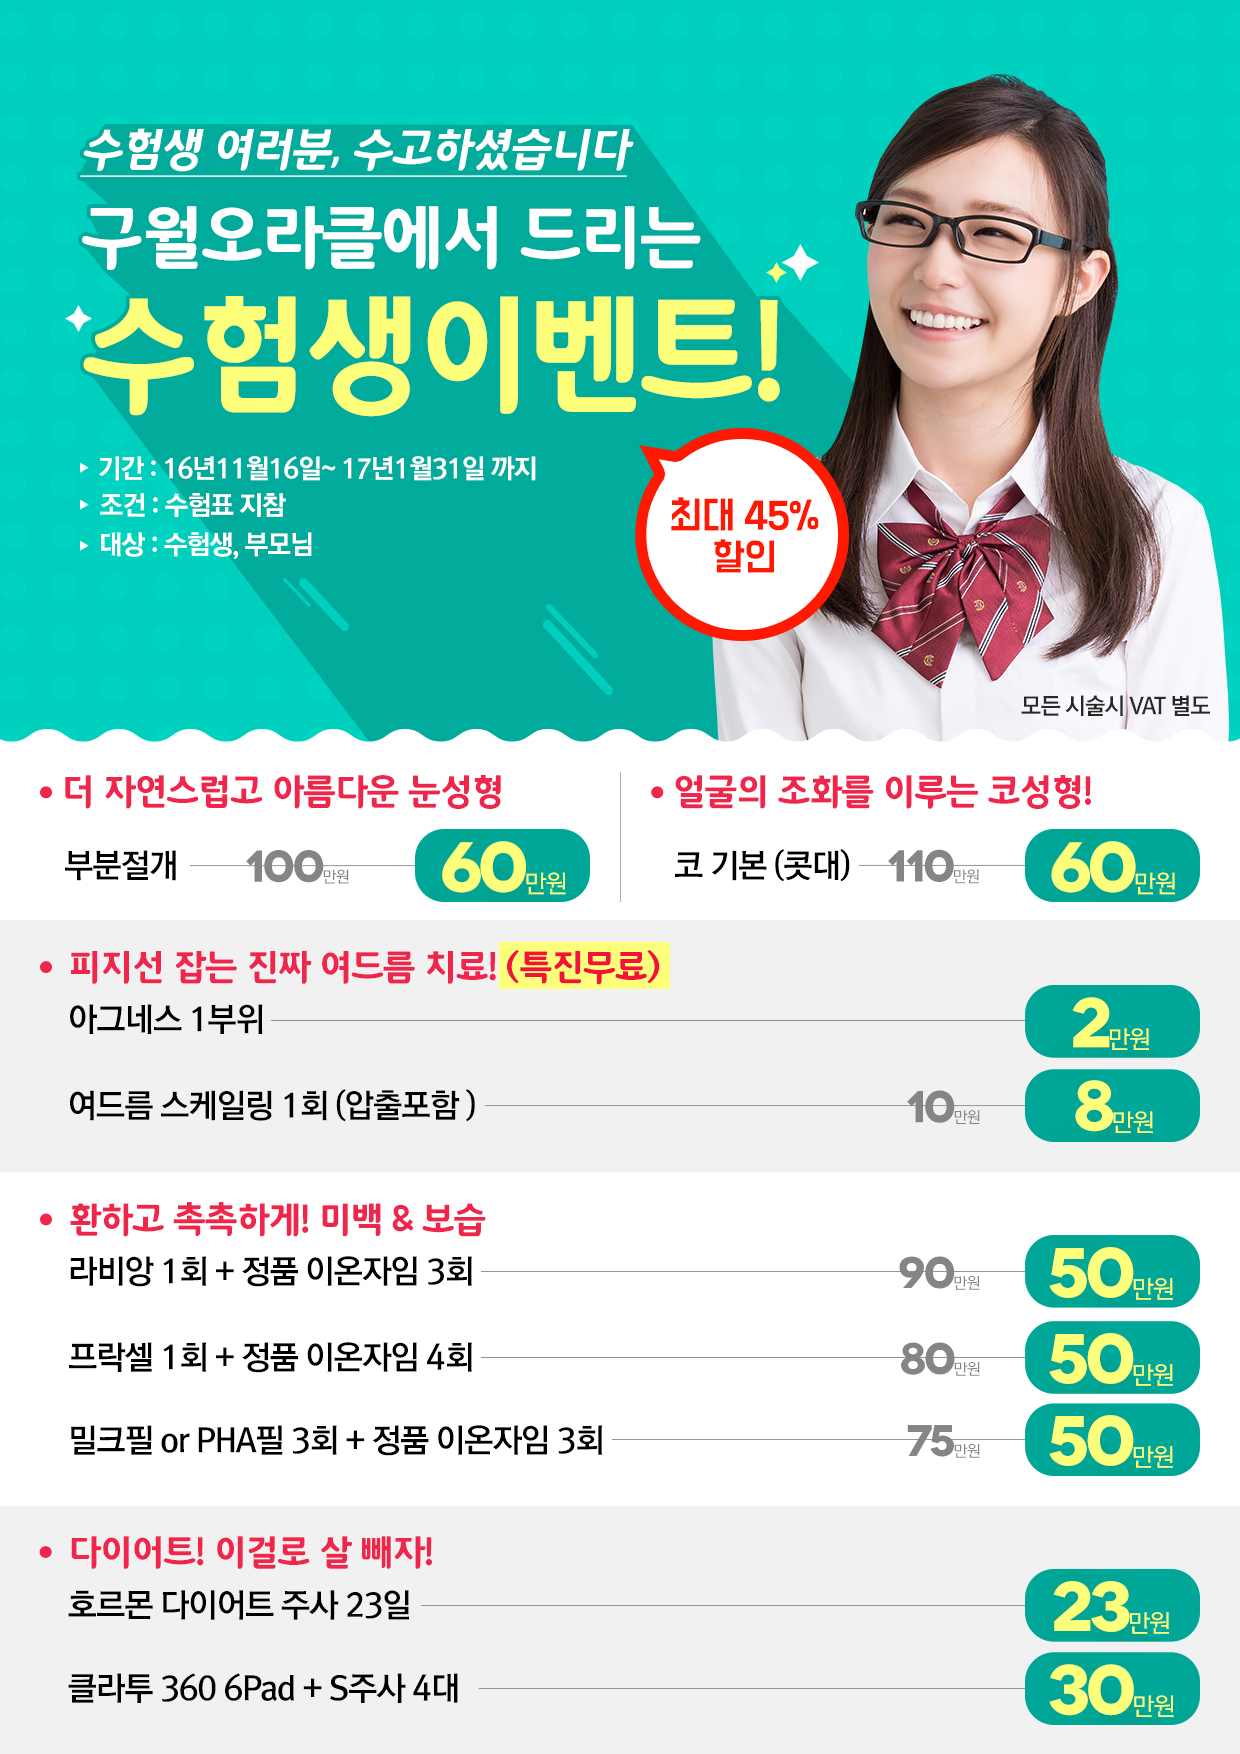 수험생 여러분, 수고하셨습니다
구월오라클에서 드리는
수험생이벤트!
▸ 기간 : 16년11월16일~ 17년1월31일 까지
▸ 조건 : 수험표 지참
▸ 대상 : 수험생, 부모님
최대 45%
할인
모든 시술시 VAT 별도
• 더 자연스럽고 아름다운 눈성형
부분절개 100만원 60만원
• 얼굴의 조화를 이루는 코성형!
코 기본 (콧대) 110만원 60만원
• 피지선 잡는 진짜 여드름 치료! (특진무료)
아그네스 1부위 2만원
여드름 스케일링 1회 (압출포함 ) 10만원 8만원
• 환하고 촉촉하게! 미백 & 보습
라비앙 1회 + 정품 이온자임 3회 90만원 50만원
프락셀 1회 + 정품 이온자임 4회 80만원 50만원
밀크필 or PHA필 3회 + 정품 이온자임 3회 75만원 50만원
• 다이어트! 이걸로 살 빼자!
호르몬 다이어트 주사 23일 23만원
클라투 360 6Pad + S주사 4대 30만원